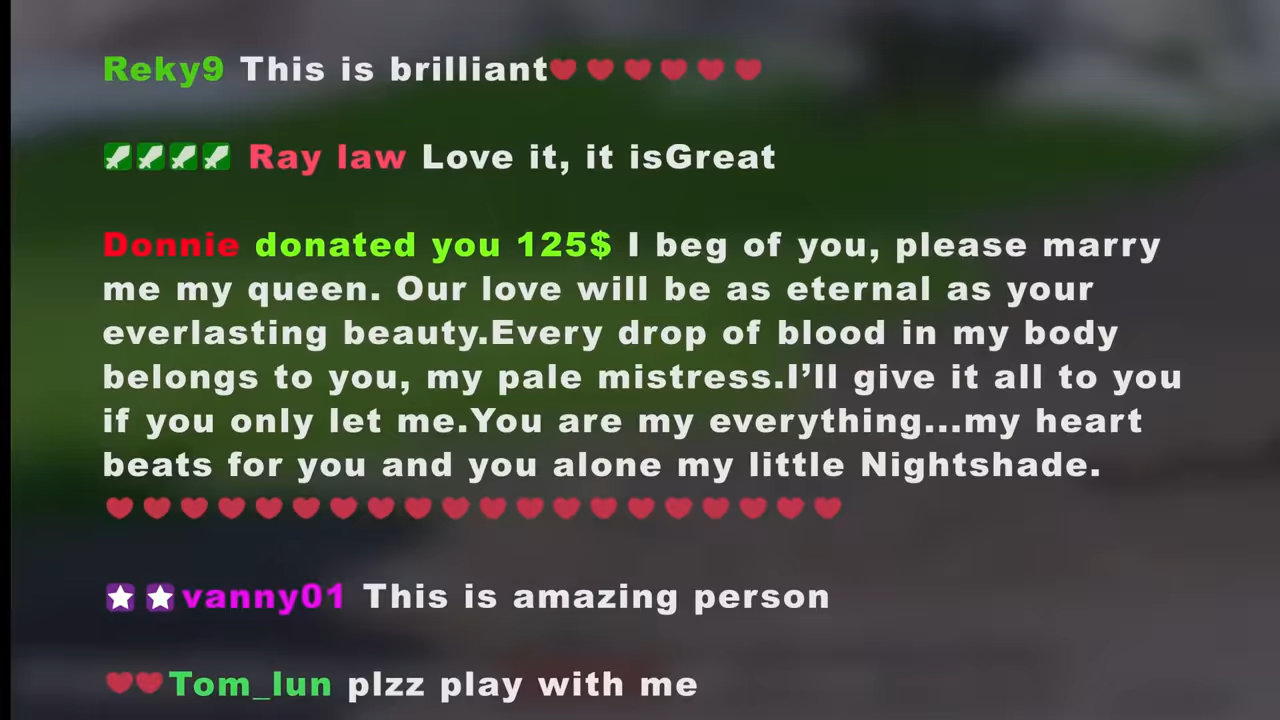 Reky9 This is brilliant❤❤❤❤❤❤
Ray law Love it, it isGreat
Donnie donated you 125$ I beg of you, please marry
me my queen. Our love will be as eternal as your
everlasting beauty.Every drop of blood in my body
belongs to you, my pale mistress.I’ll give it all to you
if you only let me.You are my everything...my heart
beats for you and you alone my little Nightshade.
❤❤❤❤❤❤❤❤❤❤❤❤❤❤❤❤❤❤❤❤
vanny01 This is amazing person
❤❤Tom_lun plzz play with me